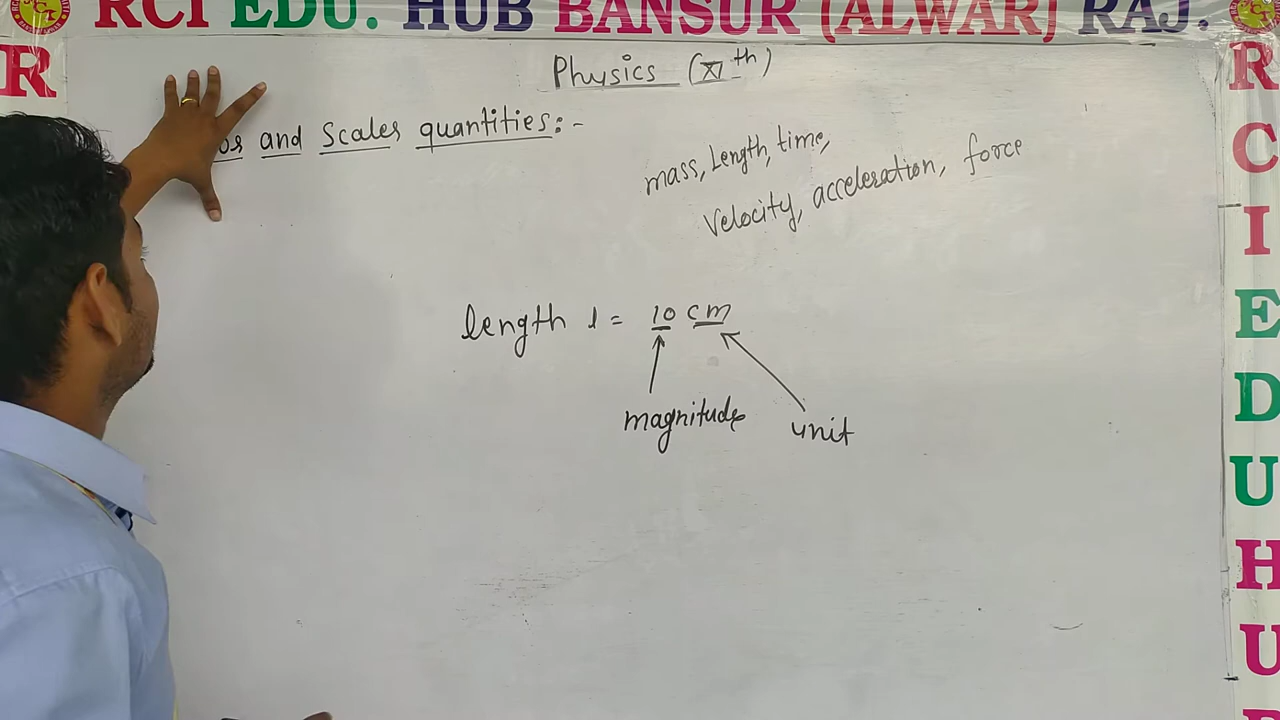 RCI EDU. HUB BANSUR (ALWAR) RAJ.
R
Physics (XI th)
and Scales quantities:-
mass, Length, time,
Velocity, acceleration, force
length l = 10 cm
magnitude
unit
R
C
I
E
D
U
H
U